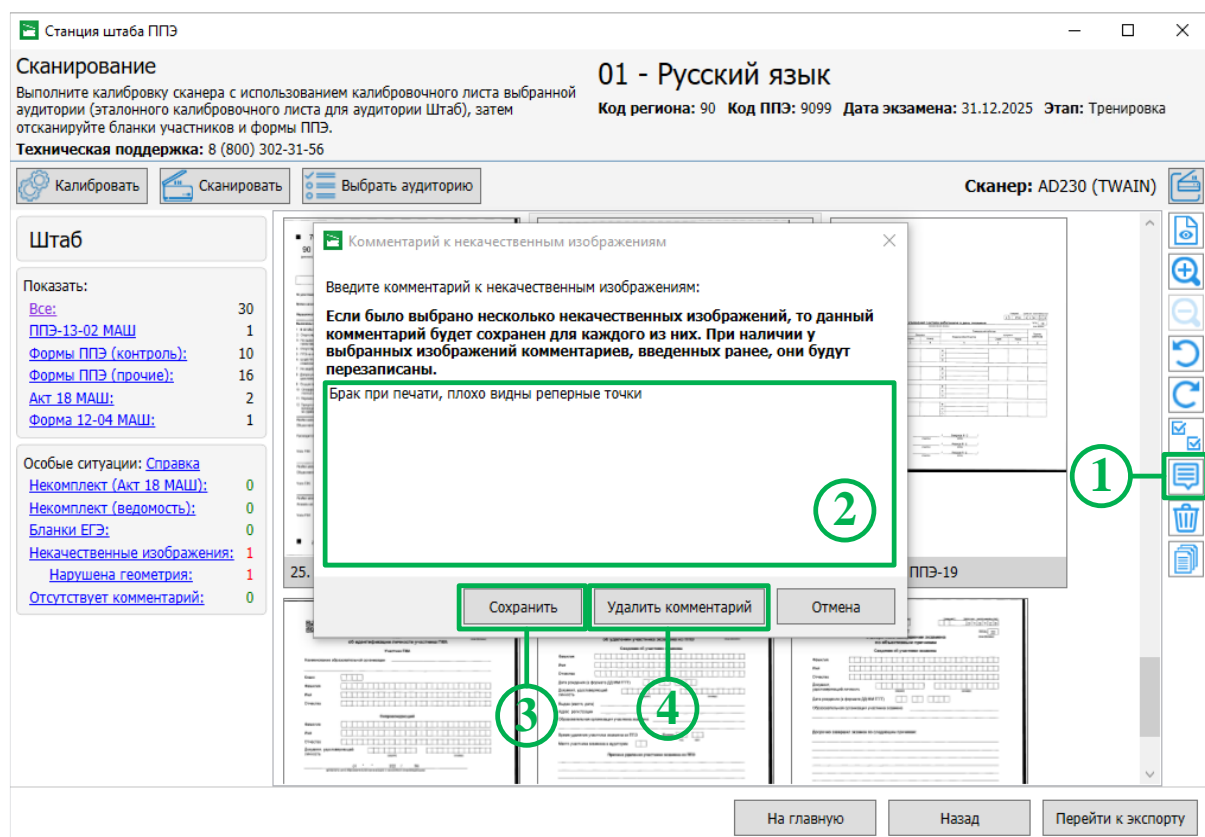 Станция штаба ППЭ
Сканирование
Выполните калибровку сканера с использованием калибровочного листа выбранной
аудитории (эталонного калибровочного листа для аудитории Штаб), затем
отсканируйте бланки участников и формы ППЭ.
Техническая поддержка: 8 (800) 302-31-56
01 - Русский язык
Код региона: 90 Код ППЭ: 9099 Дата экзамена: 31.12.2025 Этап: Тренировка
Калибровать
Сканировать
Выбрать аудиторию
Сканер: AD230 (TWAIN)
Штаб
Показать:
Все: 30
ППЭ-13-02 МАШ 1
Формы ППЭ (контроль): 10
Формы ППЭ (прочие): 16
Акт 18 МАШ: 2
Форма 12-04 МАШ: 1
Особые ситуации: Справка
Некомплект (Акт 18 МАШ): 0
Некомплект (ведомость): 0
Бланки ЕГЭ: 0
Некачественные изображения: 1
Нарушена геометрия: 1
Отсутствует комментарий: 0
Комментарий к некачественным изображениям
Введите комментарий к некачественным изображениям:
Если было выбрано несколько некачественных изображений, то данный
комментарий будет сохранен для каждого из них. При наличии у
выбранных изображений комментариев, введенных ранее, они будут
перезаписаны.
Брак при печати, плохо видны реперные точки
1
2
25.
ППЭ-19
Сохранить
Удалить комментарий
Отмена
3
4
На главную
Назад
Перейти к экспорту